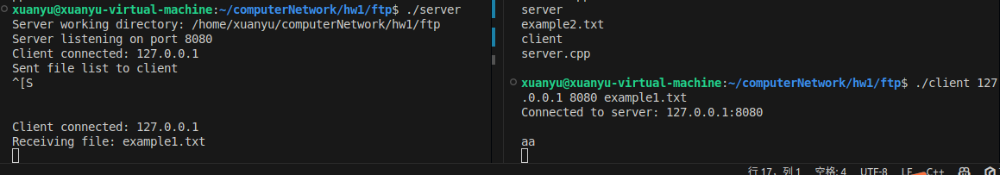 xuanyu@xuanyu-virtual-machine:~/computerNetwork/hw1/ftp$ ./server
Server working directory: /home/xuanyu/computerNetwork/hw1/ftp
Server listening on port 8080
Client connected: 127.0.0.1
Sent file list to client
^[S
Client connected: 127.0.0.1
Receiving file: example1.txt
server
example2.txt
client
server.cpp
xuanyu@xuanyu-virtual-machine:~/computerNetwork/hw1/ftp$ ./client 127
.0.0.1 8080 example1.txt
Connected to server: 127.0.0.1:8080
aa
行 17，列 1 空格: 4 UTF-8 LF C++